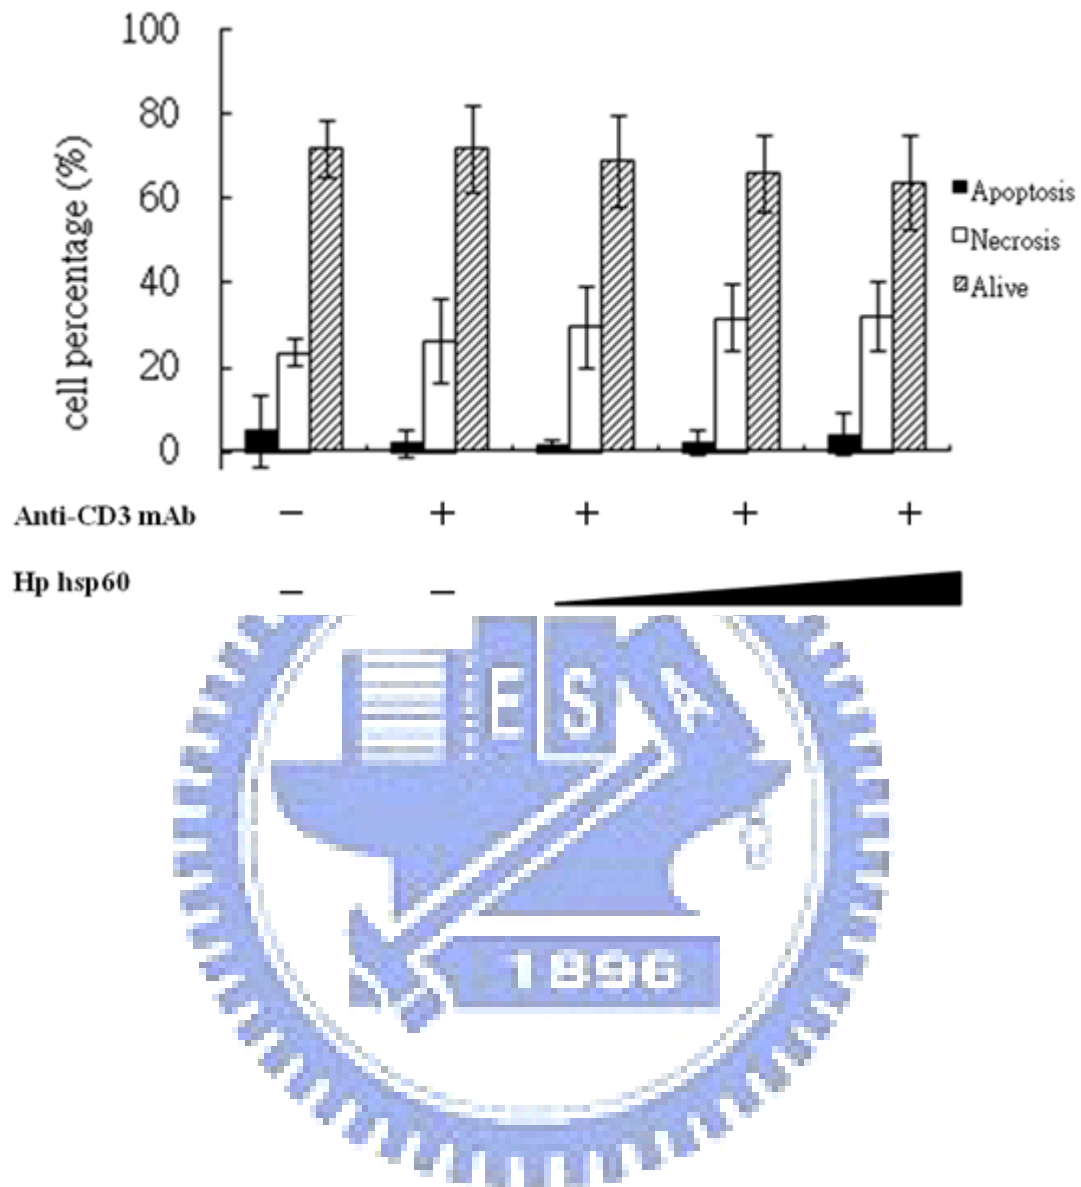 100
80
60
40
20
0
cell percentage (%)
Apoptosis
Necrosis
Alive
Anti-CD3 mAb − + + + +
Hp hsp60 − −
E S A
1896